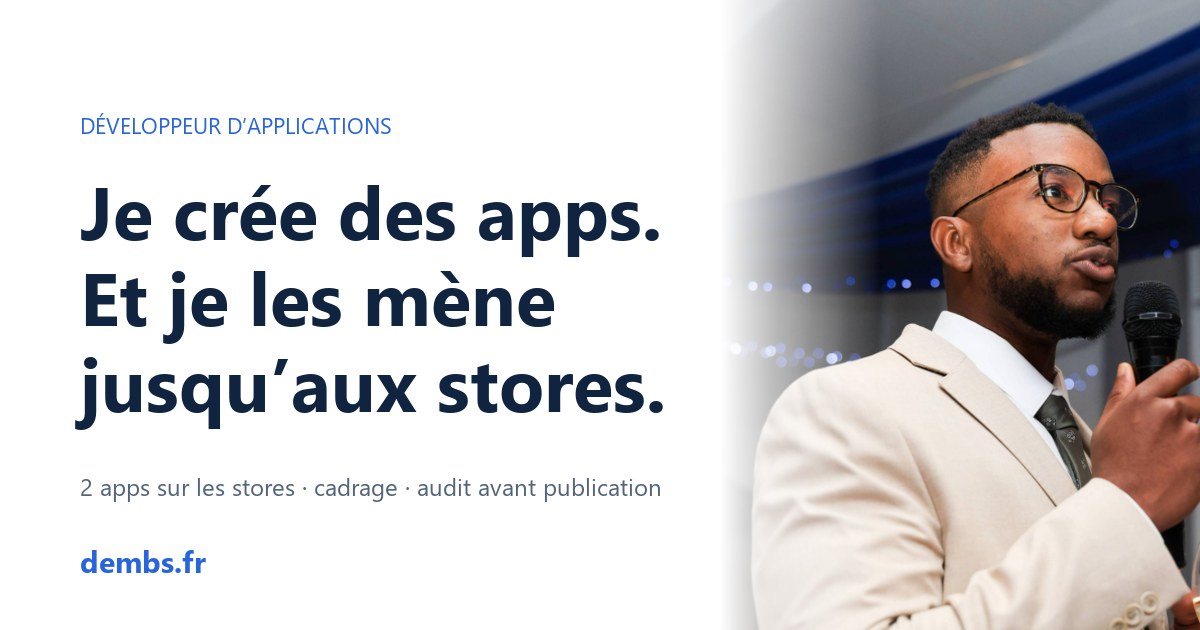 DÉVELOPPEUR D’APPLICATIONS
Je crée des apps.
Et je les mène
jusqu’aux stores.
2 apps sur les stores · cadrage · audit avant publication
dembs.fr